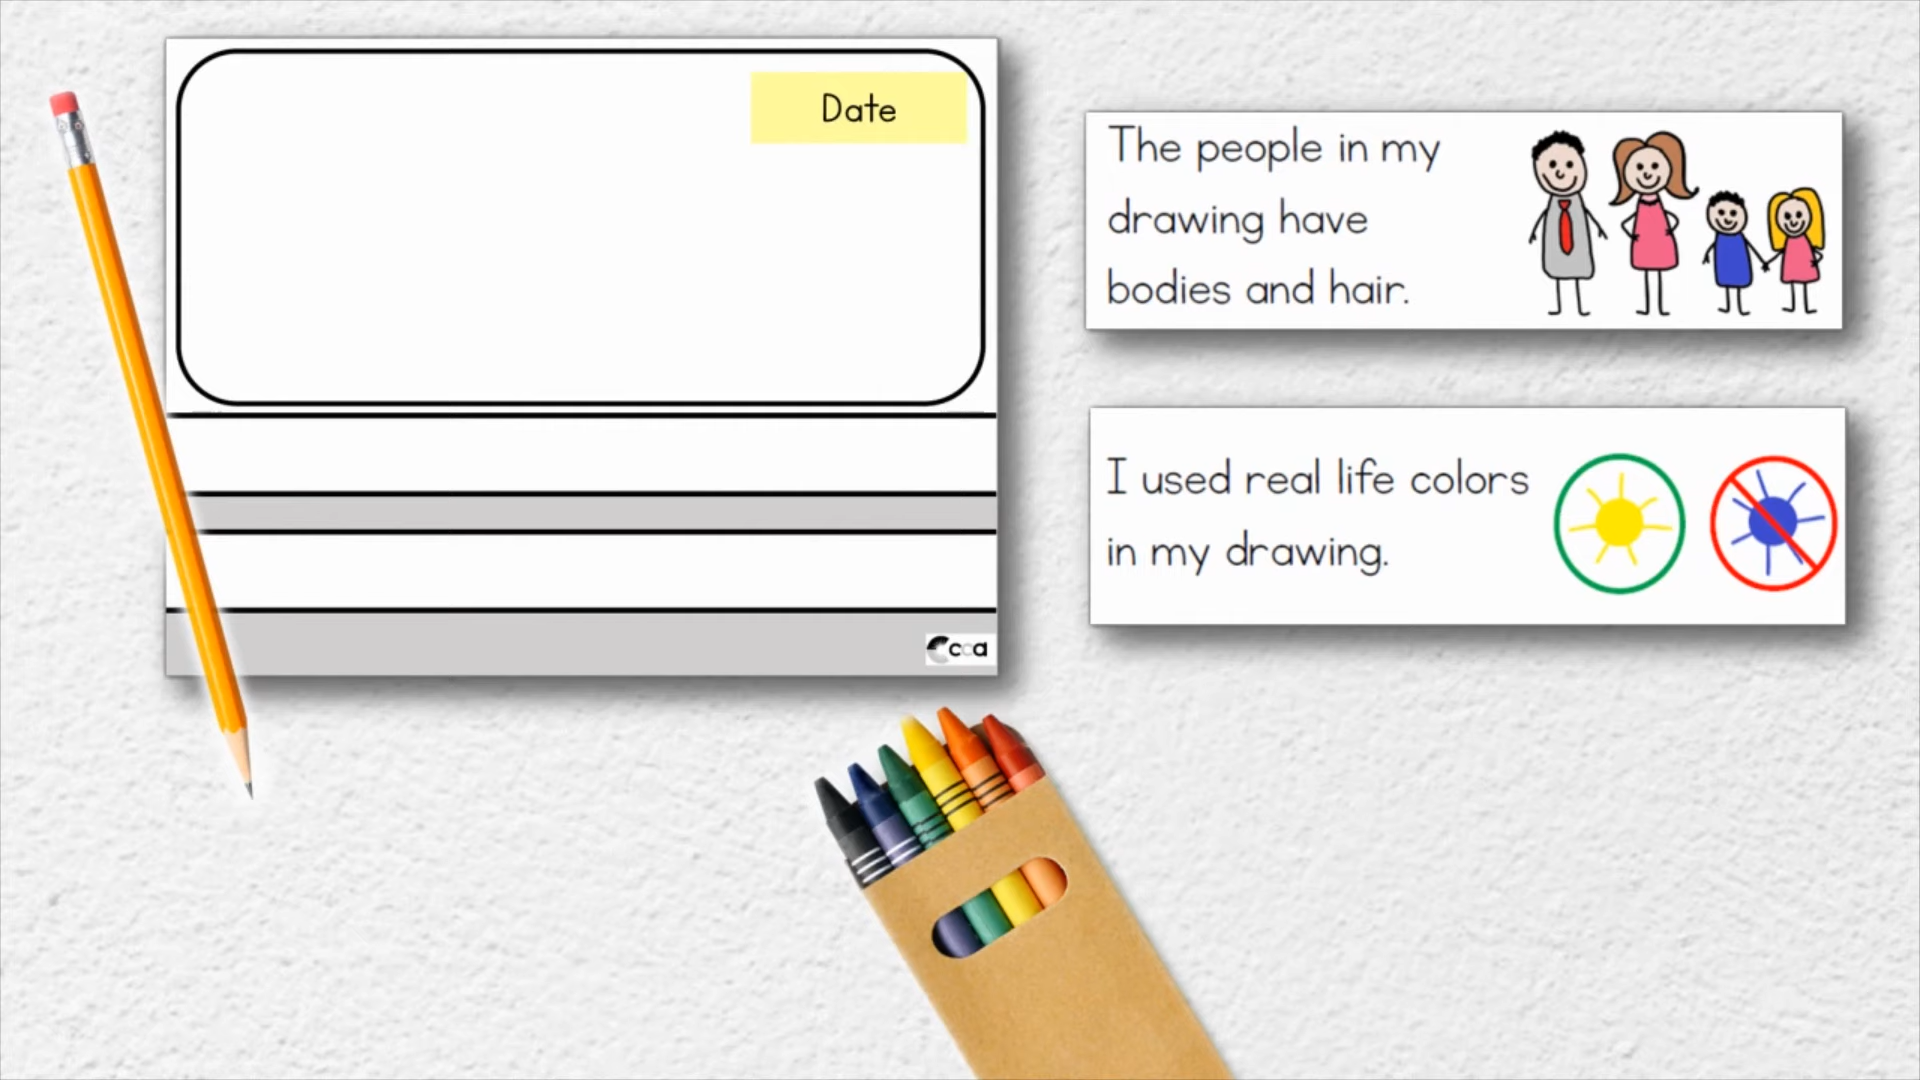 Date
The people in my
drawing have
bodies and hair.
I used real life colors
in my drawing.
cca